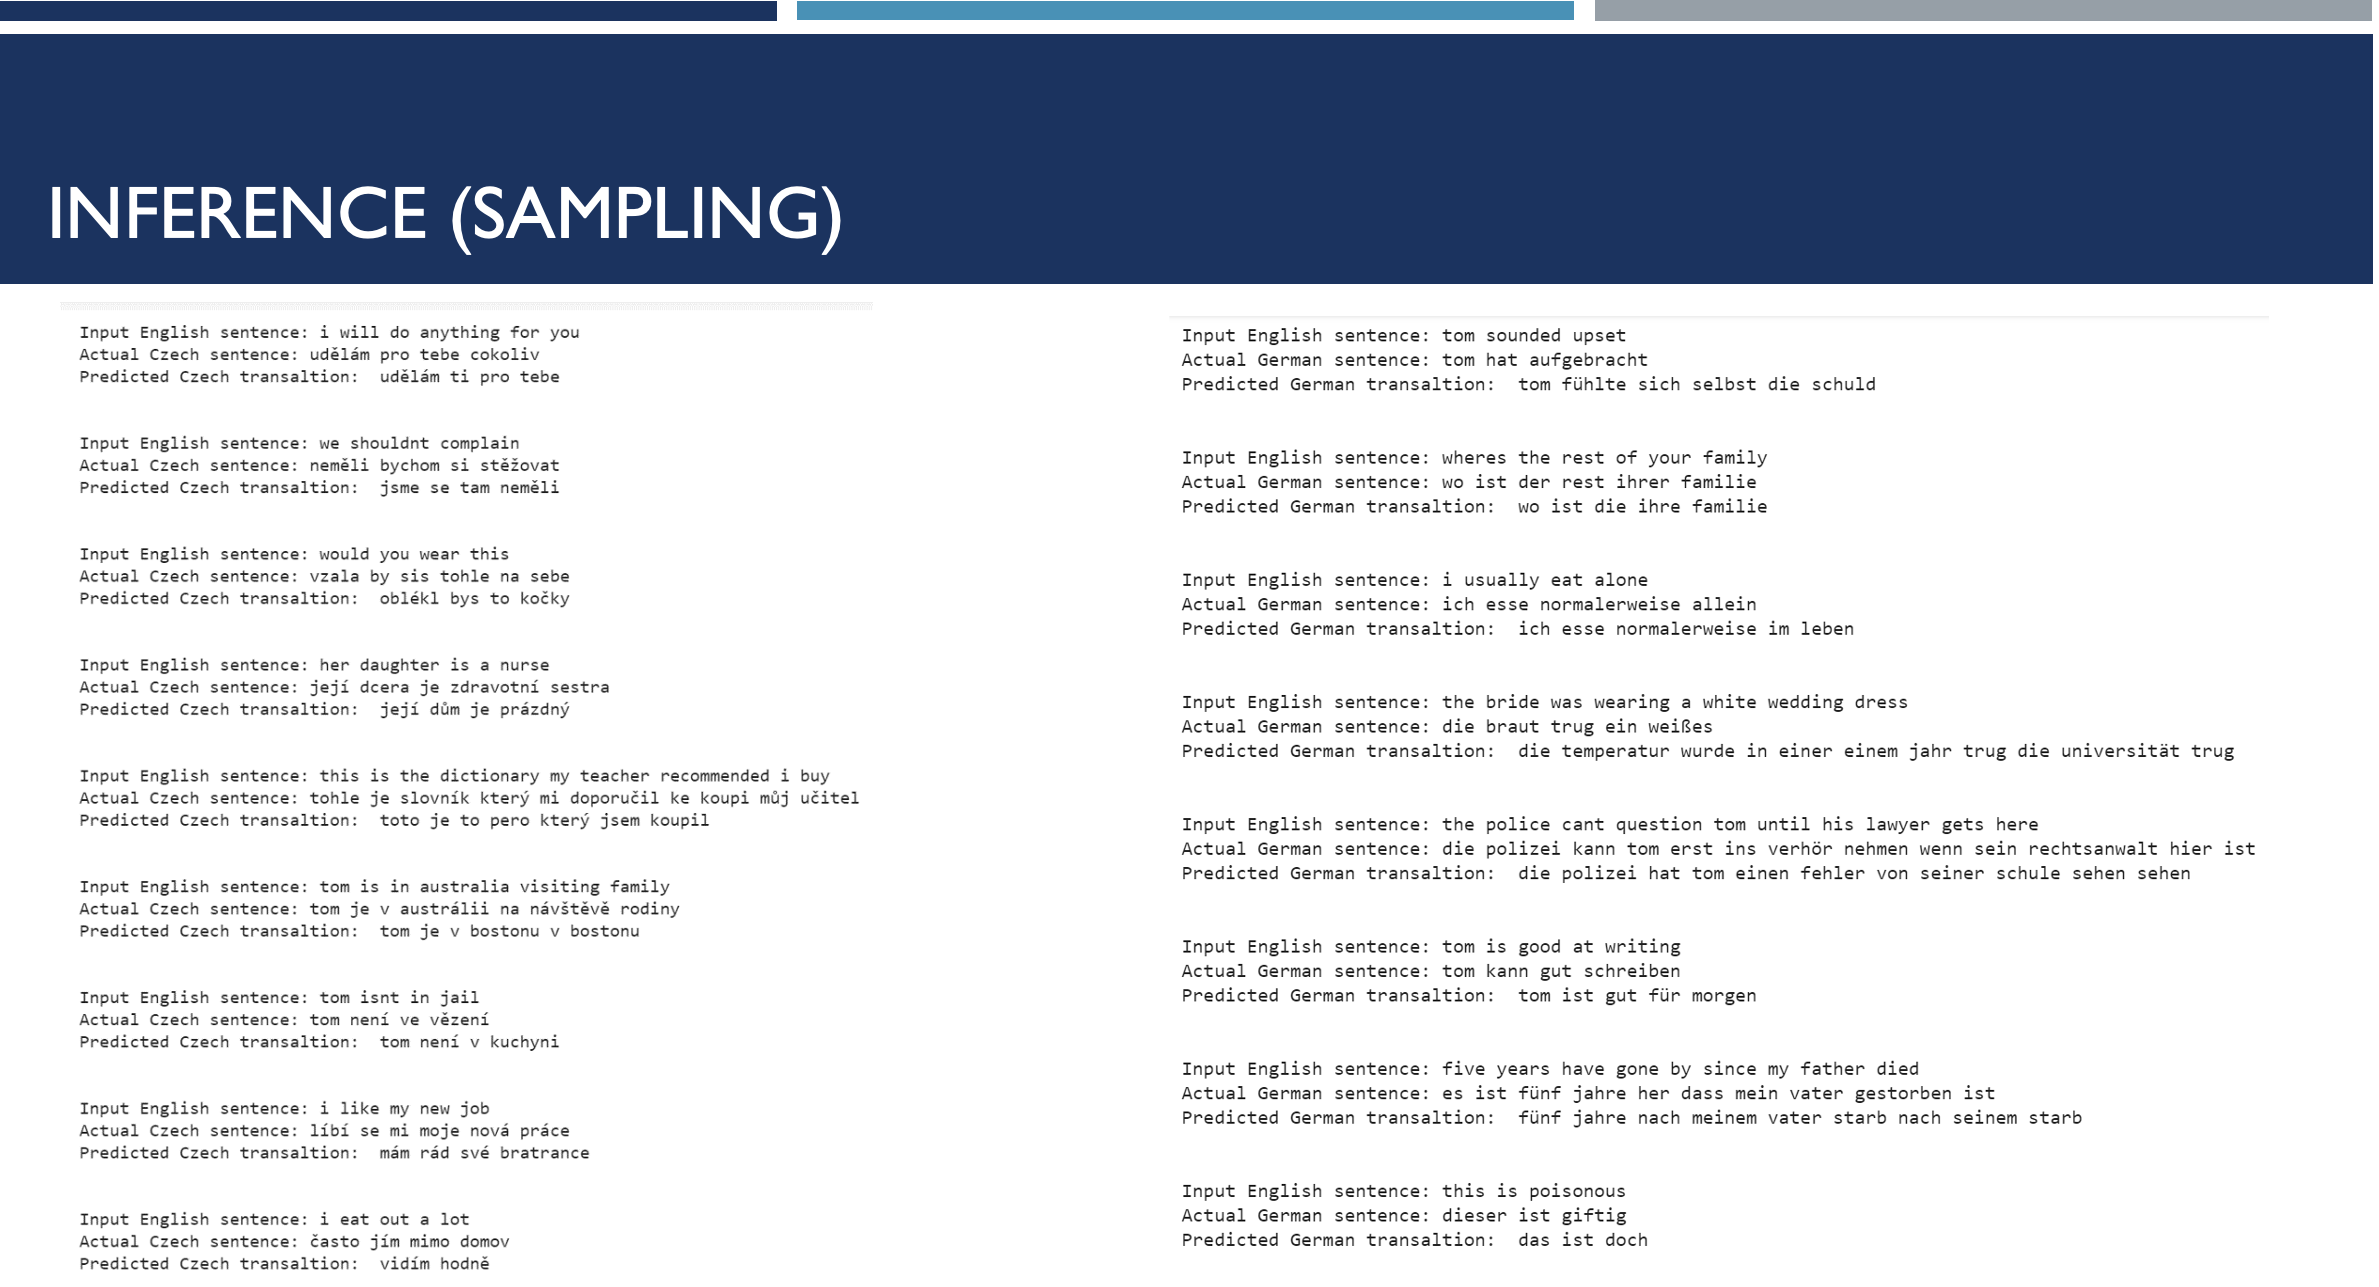 INFERENCE (SAMPLING)
Input English sentence: i will do anything for you
Actual Czech sentence: udělám pro tebe cokoliv
Predicted Czech transaltion:  udělám ti pro tebe
Input English sentence: we shouldnt complain
Actual Czech sentence: neměli bychom si stěžovat
Predicted Czech transaltion:  jsme se tam neměli
Input English sentence: would you wear this
Actual Czech sentence: vzala by sis tohle na sebe
Predicted Czech transaltion:  oblékl bys to kočky
Input English sentence: her daughter is a nurse
Actual Czech sentence: její dcera je zdravotní sestra
Predicted Czech transaltion:  její dům je prázdný
Input English sentence: this is the dictionary my teacher recommended i buy
Actual Czech sentence: tohle je slovník který mi doporučil ke koupi můj učitel
Predicted Czech transaltion:  toto je to pero který jsem koupil
Input English sentence: tom is in australia visiting family
Actual Czech sentence: tom je v austrálii na návštěvě rodiny
Predicted Czech transaltion:  tom je v bostonu v bostonu
Input English sentence: tom isnt in jail
Actual Czech sentence: tom není ve vězení
Predicted Czech transaltion:  tom není v kuchyni
Input English sentence: i like my new job
Actual Czech sentence: líbí se mi moje nová práce
Predicted Czech transaltion:  mám rád své bratrance
Input English sentence: i eat out a lot
Actual Czech sentence: často jím mimo domov
Predicted Czech transaltion:  vidím hodně
Input English sentence: tom sounded upset
Actual German sentence: tom hat aufgebracht
Predicted German transaltion:  tom fühlte sich selbst die schuld
Input English sentence: wheres the rest of your family
Actual German sentence: wo ist der rest ihrer familie
Predicted German transaltion:  wo ist die ihre familie
Input English sentence: i usually eat alone
Actual German sentence: ich esse normalerweise allein
Predicted German transaltion:  ich esse normalerweise im leben
Input English sentence: the bride was wearing a white wedding dress
Actual German sentence: die braut trug ein weißes
Predicted German transaltion:  die temperatur wurde in einer einem jahr trug die universität trug
Input English sentence: the police cant question tom until his lawyer gets here
Actual German sentence: die polizei kann tom erst ins verhör nehmen wenn sein rechtsanwalt hier ist
Predicted German transaltion:  die polizei hat tom einen fehler von seiner schule sehen sehen
Input English sentence: tom is good at writing
Actual German sentence: tom kann gut schreiben
Predicted German transaltion:  tom ist gut für morgen
Input English sentence: five years have gone by since my father died
Actual German sentence: es ist fünf jahre her dass mein vater gestorben ist
Predicted German transaltion:  fünf jahre nach meinem vater starb nach seinem starb
Input English sentence: this is poisonous
Actual German sentence: dieser ist giftig
Predicted German transaltion:  das ist doch